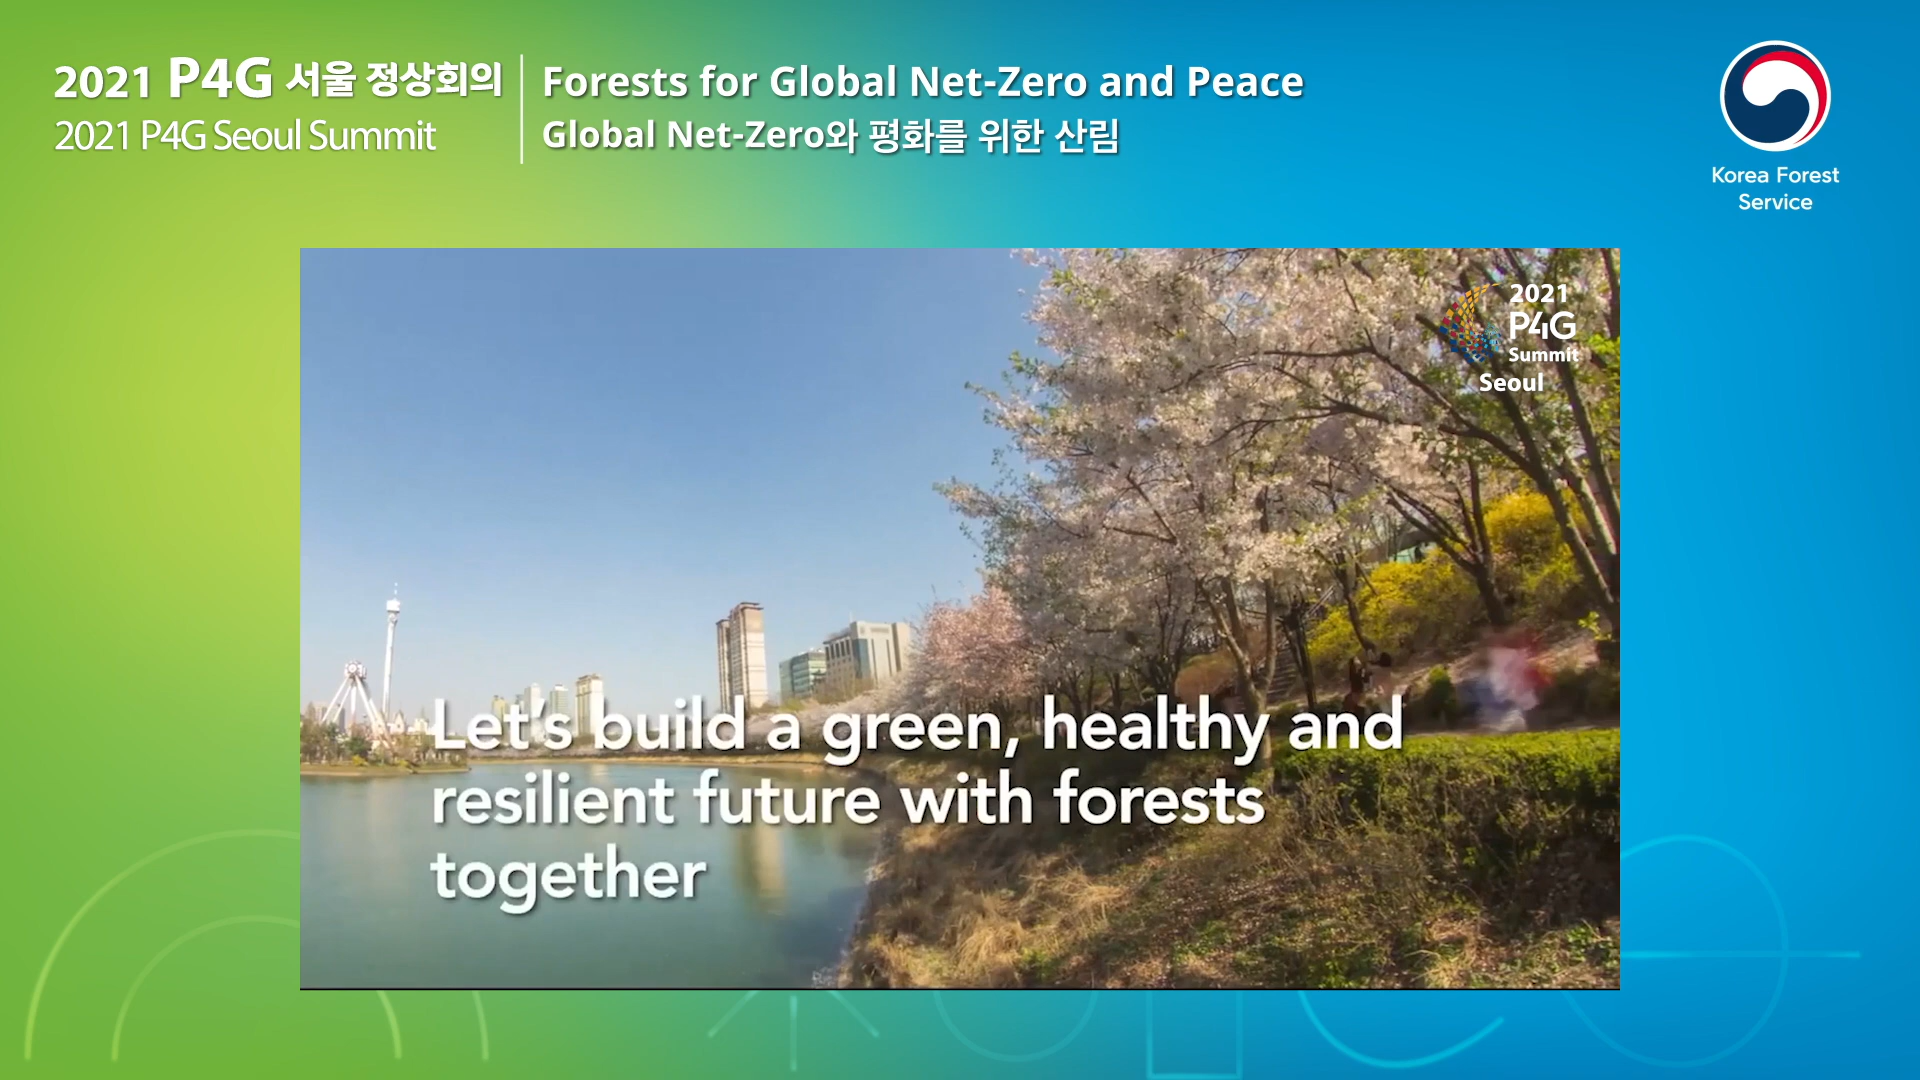 2021 P4G 서울 정상회의
2021 P4G Seoul Summit
Forests for Global Net-Zero and Peace
Global Net-Zero와 평화를 위한 산림
Korea Forest
Service
2021
P4G
Summit
Seoul
Let's build a green, healthy and
resilient future with forests
together